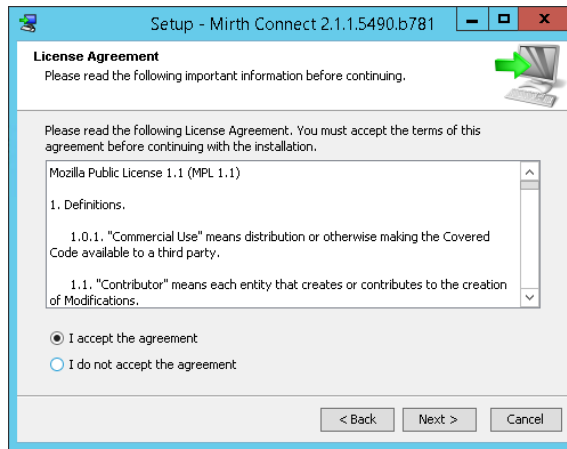 Setup - Mirth Connect 2.1.1.5490.b781
License Agreement
Please read the following important information before continuing.
Please read the following License Agreement. You must accept the terms of this
agreement before continuing with the installation.
Mozilla Public License 1.1 (MPL 1.1)
1. Definitions.
1.0.1. "Commercial Use" means distribution or otherwise making the Covered
Code available to a third party.
1.1. "Contributor" means each entity that creates or contributes to the creation
of Modifications.
I accept the agreement
I do not accept the agreement
< Back Next > Cancel